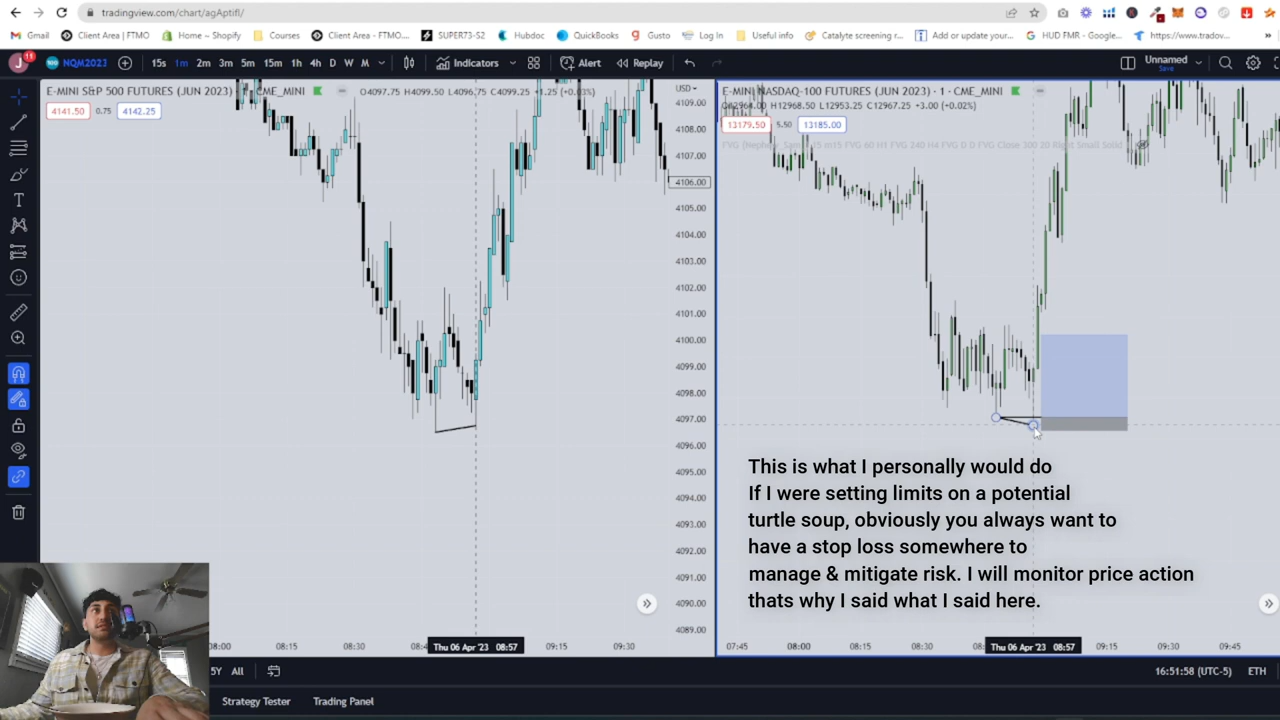 tradingview.com/chart/agAptifl/
Gmail
Client Area | FTMO
Home ~ Shopify
Courses
Client Area - FTMO...
SUPER73-S2
Hubdoc
QuickBooks
Gusto
Log In
Useful info
Catalyte screening r...
Add or update your...
HUD FMR - Google...
https://www.tradov...
J
15
NQM2023
15s 1m 2m 3m 5m 15m 1h 4h D W M
Indicators
Alert
Replay
Unnamed
Save
E-MINI S&P 500 FUTURES (JUN 2023) · 1 · CME_MINI
O4097.75 H4099.50 L4096.75 C4099.25 +1.25 (+0.03%)
4141.50 0.75 4142.25
USD
4109.00
4108.00
4107.00
4106.00
4105.00
4104.00
4103.00
4102.00
4101.00
4100.00
4099.00
4098.00
4097.00
4096.00
4095.00
4094.00
4093.00
4092.00
4091.00
4090.00
4089.00
E-MINI NASDAQ-100 FUTURES (JUN 2023) · 1 · CME_MINI
H12968.50 L12953.25 C12967.25 +3.00 (+0.02%)
13179.50 5.50 13185.00
This is what I personally would do
If I were setting limits on a potential
turtle soup, obviously you always want to
have a stop loss somewhere to
manage & mitigate risk. I will monitor price action
thats why I said what I said here.
08:00 08:15 08:30 Thu 06 Apr '23 08:57 09:15 09:30
07:45 08:00 08:15 08:30 Thu 06 Apr '23 08:57 09:15 09:30 09:45
5Y All
16:51:58 (UTC-5) ETH
Strategy Tester
Trading Panel